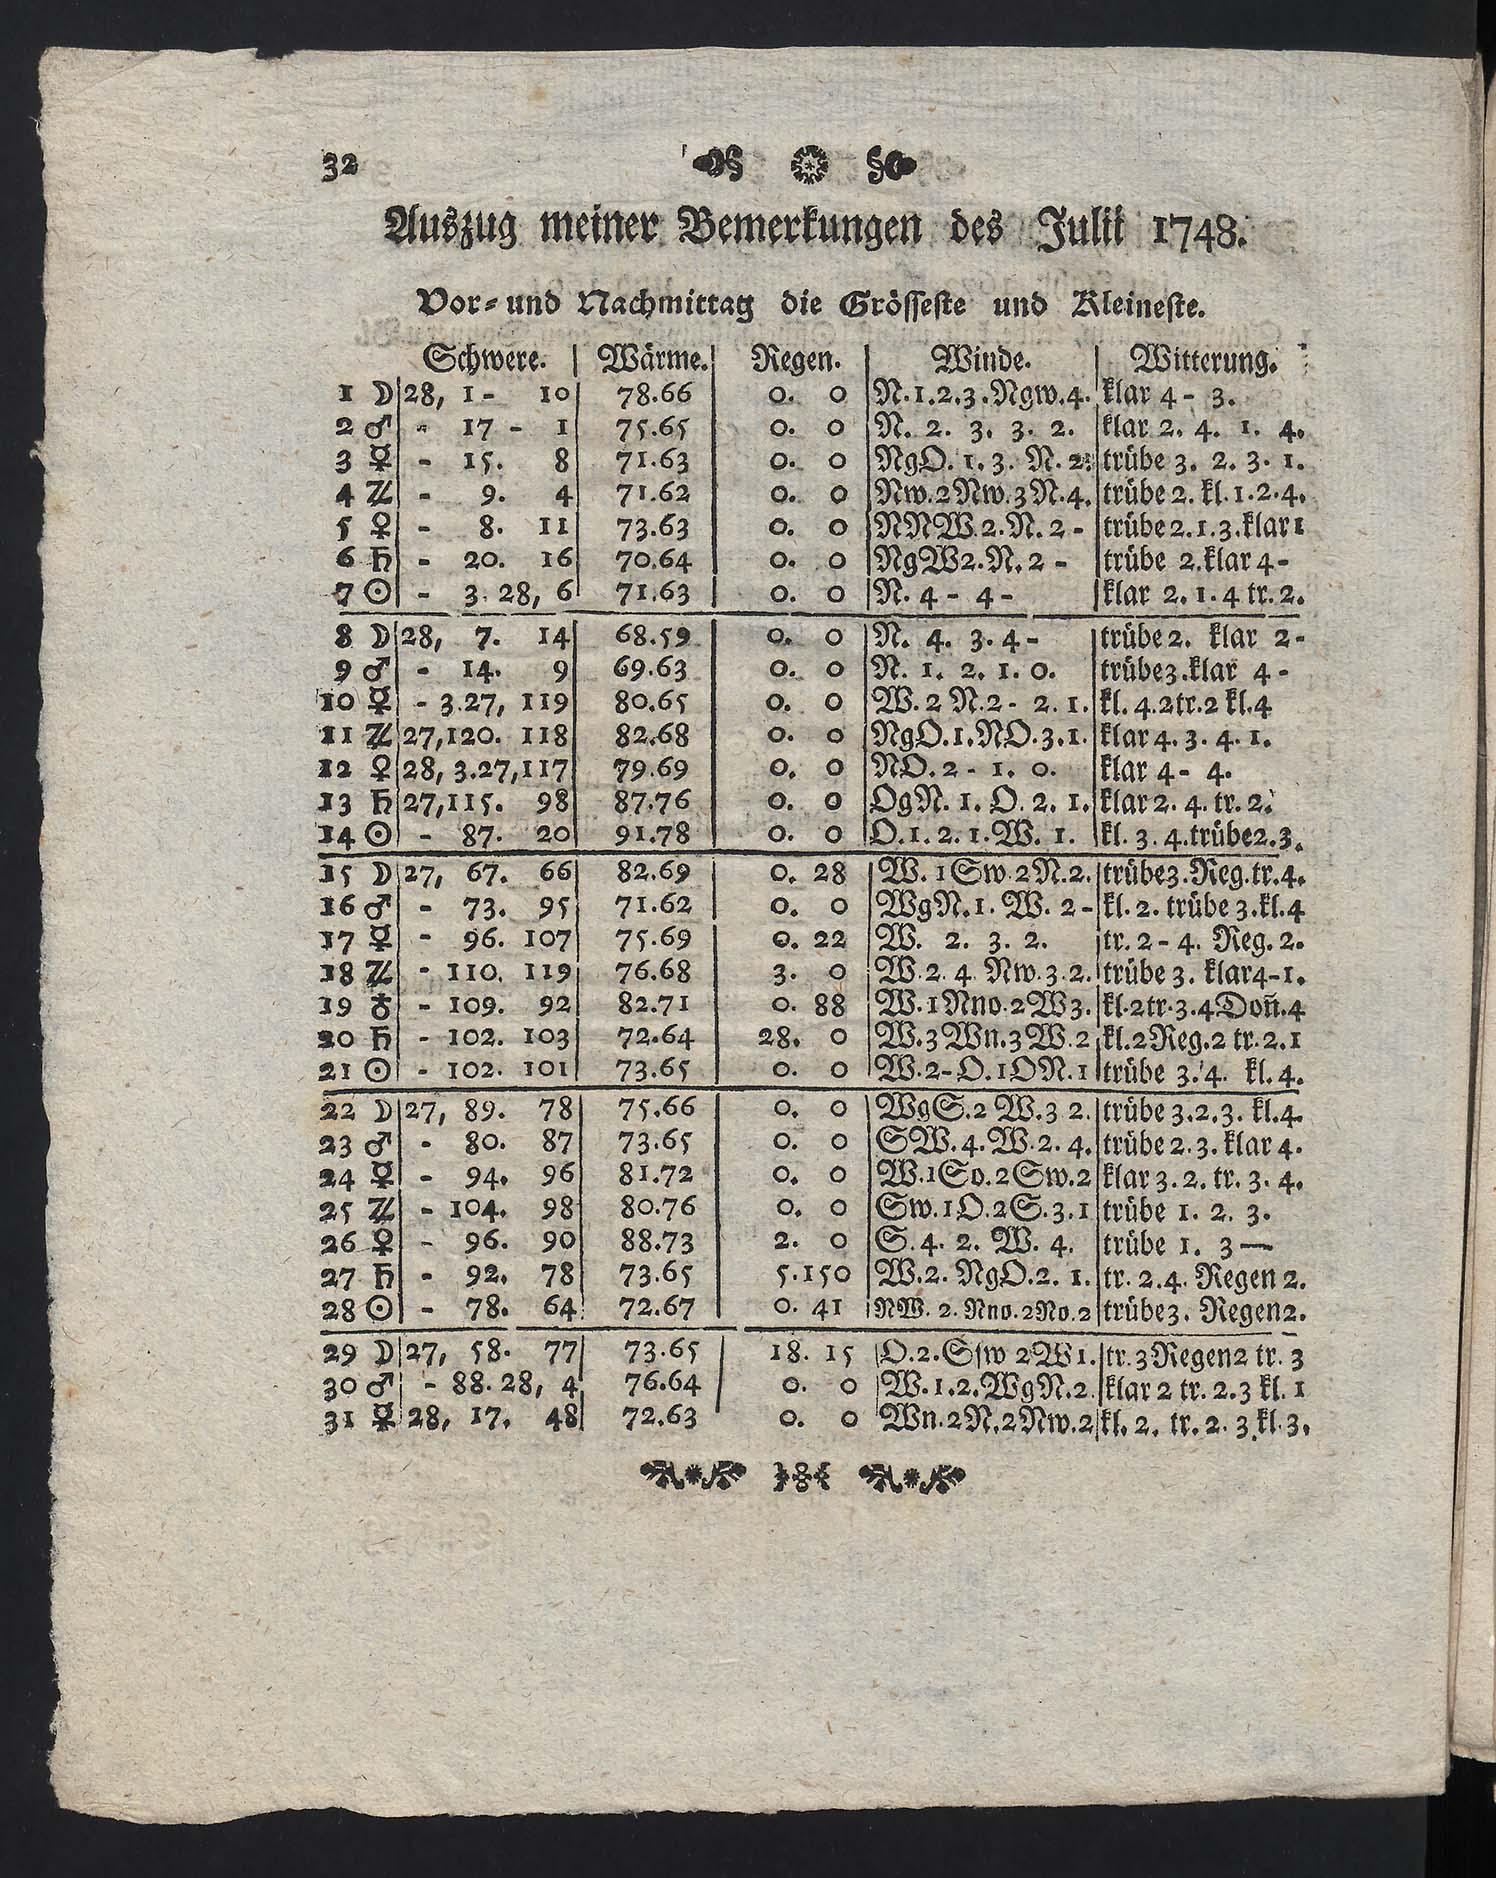 32
Auszug meiner Bemerkungen des Julii 1748.
Vor- und Nachmittag die Grösseste und Kleineste.
Schwere. | Wärme. | Regen. | Winde. | Witterung.
1 ☽ 28, 1 - 10 | 78.66 | 0. 0 | N.1.2.3.Ngw.4. | klar 4 - 3.
2 ♂ - 17 - 1 | 75.65 | 0. 0 | N. 2. 3. 3. 2. | klar 2. 4. 1. 4.
3 ☿ - 15. 8 | 71.63 | 0. 0 | NgO. 1. 3. N. 2. | trübe 3. 2. 3. 1.
4 ♃ - 9. 4 | 71.62 | 0. 0 | Nw.2Nw.3N.4. | trübe 2. kl. 1.2.4.
5 ♀ - 8. 11 | 73.63 | 0. 0 | NNW.2.N.2 - | trübe 2.1.3.klar 1
6 ♄ - 20. 16 | 70.64 | 0. 0 | NgW2.N.2 - | trübe 2.klar 4-
7 ☉ - 3. 28, 6 | 71.63 | 0. 0 | N. 4 - 4 - | klar 2.1.4 tr. 2.
8 ☽ 28, 7. 14 | 68.59 | 0. 0 | N. 4. 3. 4 - | trübe 2. klar 2-
9 ♂ - 14. 9 | 69.63 | 0. 0 | N. 1. 2. 1. 0. | trübe3.klar 4 -
10 ☿ - 3.27, 119 | 80.65 | 0. 0 | W. 2 N.2 - 2. 1. | kl. 4.2tr.2 kl.4
11 ♃ 27,120. 118 | 82.68 | 0. 0 | NgO.1.NO.3.1. | klar 4. 3. 4. 1.
12 ♀ 28, 3.27,117 | 79.69 | 0. 0 | NO. 2 - 1. 0. | klar 4 - 4.
13 ♄ 27,115. 98 | 87.76 | 0. 0 | OgN. 1. O. 2. 1. | klar 2. 4. tr. 2.
14 ☉ - 87. 20 | 91.78 | 0. 0 | O.1.2.1.W. 1. | kl. 3. 4.trübe2.3.
15 ☽ 27, 67. 66 | 82.69 | 0. 28 | W. 1Sw.2N.2. | trübe3.Reg.tr.4.
16 ♂ - 73. 95 | 71.62 | 0. 0 | WgN.1. W. 2 - | kl. 2. trübe 3.kl.4
17 ☿ - 96. 107 | 75.69 | 0. 22 | W. 2. 3. 2. | tr. 2 - 4. Reg. 2.
18 ♃ - 110. 119 | 76.68 | 3. 0 | W. 2. 4 Nw.3.2. | trübe 3. klar4-1.
19 ♁ - 109. 92 | 82.71 | 0. 88 | W.1Nno.2W3. | kl.2tr.3.4Don̄.4
20 ♄ - 102. 103 | 72.64 | 28. 0 | W.3Wn.3W.2 | kl.2Reg.2 tr.2.1
21 ☉ - 102. 101 | 73.65 | 0. 0 | W.2-O.1ON.1 | trübe 3. 4. kl. 4.
22 ☽ 27, 89. 78 | 75.66 | 0. 0 | WgS.2 W.3 2. | trübe 3.2.3. kl.4.
23 ♂ - 80. 87 | 73.65 | 0. 0 | SW. 4. W. 2. 4. | trübe 2.3. klar 4.
24 ☿ - 94. 96 | 81.72 | 0. 0 | W.1So.2Sw.2 | klar 3. 2. tr. 3. 4.
25 ♃ - 104. 98 | 80.76 | 0. 0 | Sw.1O.2S.3.1 | trübe 1. 2. 3.
26 ♀ - 96. 90 | 88.73 | 2. 0 | S. 4. 2. W. 4. | trübe 1. 3 —
27 ♄ - 92. 78 | 73.65 | 5.150 | W.2. NgO.2. 1. | tr. 2.4. Regen 2.
28 ☉ - 78. 64 | 72.67 | 0. 41 | NW. 2. Nno.2No.2 | trübe3. Regen2.
29 ☽ 27, 58. 77 | 73.65 | 18. 15 | O.2.Ssw 2W1. | tr. 3Regen2 tr. 3
30 ♂ - 88.28, 4 | 76.64 | 0. 0 | W.1.2.WgN.2. | klar 2 tr. 2.3 kl. 1
31 ☿ 28, 17. 48 | 72.63 | 0. 0 | Wn.2N.2Nw.2 | kl. 2. tr. 2. 3.kl.3.